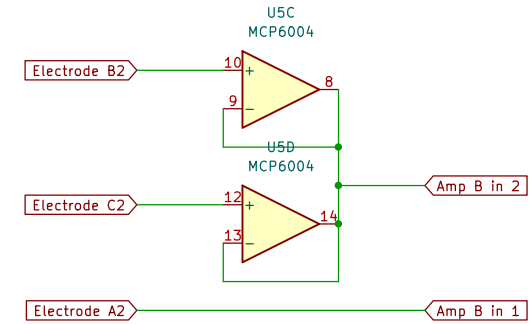 U5C
MCP6004
Electrode B2
10
+
8
9
−
U5D
MCP6004
Amp B in 2
Electrode C2
12
+
14
13
−
Electrode A2
Amp B in 1